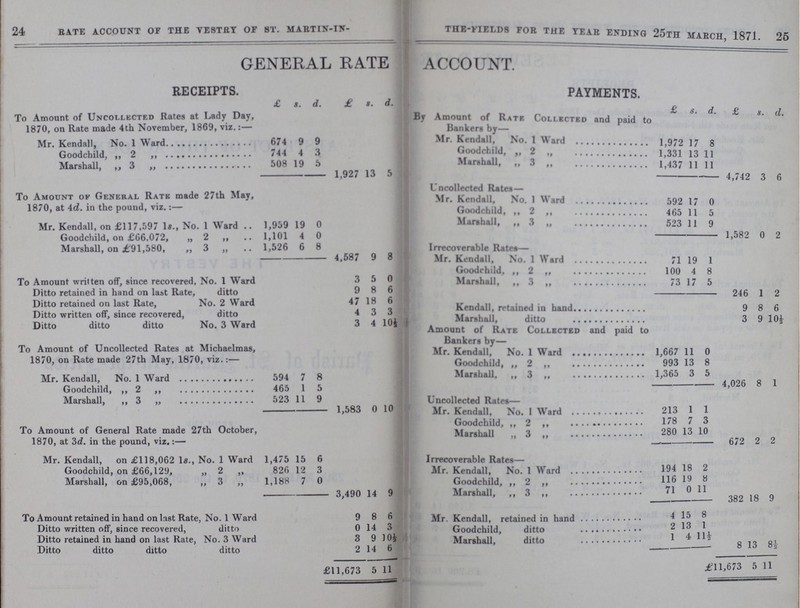 24 RATE ACCOUNT OF THE VESTRY OF ST. MARTIN-IN-
GENERAL RATE
RECEIPTS.
£ s. d. £ s. d.
To Amount of UNCOLLECTED Rates at Lady Day,
1870, on Rate made 4th November, 1869, viz.:—
Mr. Kendall, No. 1 Ward.............. 674 9 9
Goodchild, ,, 2 ,, .................. 744 4 3
Marshall, ,, 3 ,, .................. 508 19 5
1,927 13 5
To AMOUNT OF GENERAL RATE made 27th May,
1870, at 4d. in the pound, viz.:—
Mr. Kendall, on £117,597 1s., No. 1 Ward .. 1,959 19 0
Goodchild, on £66.072, „ 2 ,, .. 1,101 4 0
Marshall, on £91,580, ,, 3 ,, .. 1,526 6 8
4,587 9 8
To Amount written off, since recovered, No. 1 Ward 3 5 0
Ditto retained in hand on last Rate, ditto 9 8 6
Ditto retained on last Rate, No. 2 Ward 47 18 6
Ditto written off, since recovered, ditto 4 3 3
Ditto ditto ditto No. 3 Ward 3 4 10½
To Amount of Uncollected Rates at Michaelmas,
1870, on Rate made 27th May, 1870, viz.:—
Mr. Kendall, No. 1 Ward .............. 594 7 8
Goodchild, ,, 2 ,, .................. 465 1 5
Marshall, ,, 3 ,, .................. 523 11 9
1,583 0 10
To Amount of General Rate made 27th October,
1870, at 3d. in the pound, viz.:—
Mr. Kendall, on £118,062 1s., No. 1 Ward 1,475 15 6
Goodchild, on £66,129, „ 2 ,, 826 12 3
Marshall, on £95,068, ,, 3 ,, 1,188 7 0
3,490 14 9
To Amount retained in hand on last Rate, No. 1 Ward 9 8 6
Ditto written off, since recovered, ditto 0 14 3
Ditto retained in hand on last Rate, No. 3 Ward 3 9 10½
Ditto ditto ditto ditto 2 14 6
£11,673 5 11
THE-FIELDS FOR THE YEAR ENDING 25TH MARCH, 1871. 25
ACCOUNT.
PAYMENTS.
£ s. d. £ s. d.
By Amount of RATE COLLECTED and paid to
Bankers by—
Mr. Kendall, No. 1 Ward .............. 1,972 17 8
Goodchild, ,, 2 ,, .............. 1,331 13 11
Marshall, ,, 3 ,, .............. 1,437 11 11
4,742 3 6
Uncollected Rates—
Mr. Kendall, No. 1 Ward .............. 592 17 0
Goodchild, ,, 2 ,, .............. 465 11 5
Marshall, ,, 3 ,, .............. 523 11 9
1,582 0 2
Irrecoverable Rates—
Mr. Kendall, No. 1 Ward .............. 71 19 1
Goodchild, ,, 2 ,, .............. 100 4 8
Marshall, ,, 3 ,, .............. 73 17 5
246 1 2
Kendall, retained in hand.............. 9 8 6
Marshall, ditto .............. 3 9 10½
Amount of RATE COLLECTED and paid to
Bankers by—
Mr. Kendall, No. 1 Ward .............. 1,667 11 0
Goodchild, ,, 2 ,, .............. 993 13 8
Marshall, ,, 3 ,, .............. 1,365 3 5
4,026 8 1
Uncollected Rates—
Mr. Kendall, No. 1 Ward .............. 213 1 1
Goodchild, ,, 2 ,, .............. 178 7 3
Marshall ,, 3 ,, .............. 280 13 10
672 2 2
Irrecoverable Rates—
Mr. Kendall, No. 1 Ward .............. 194 18 2
Goodchild, ,, 2 ,, .............. 116 19 8
Marshall, ,, 3 ,, .............. 71 0 11
382 18 9
Mr. Kendall, retained in hand .............. 4 15 8
Goodchild, ditto .............. 2 13 1
Marshall, ditto .............. 1 4 11½
8 13 8½
£11,673 5 11